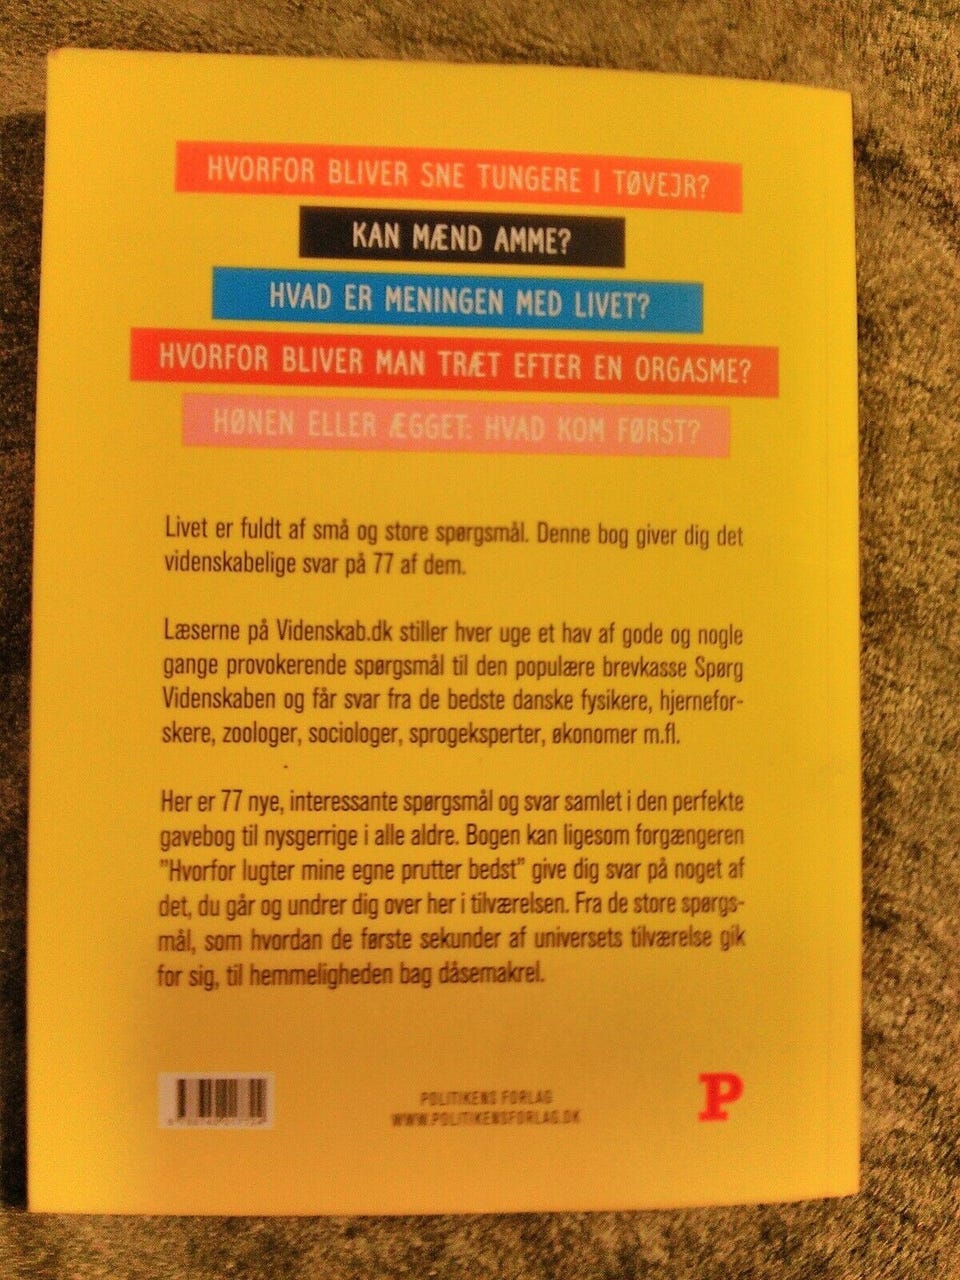 HVORFOR BLIVER SNE TUNGERE I TØVEJR?
KAN MÆND AMME?
HVAD ER MENINGEN MED LIVET?
HVORFOR BLIVER MAN TRÆT EFTER EN ORGASME?
HØNEN ELLER ÆGGET: HVAD KOM FØRST?
Livet er fuldt af små og store spørgsmål. Denne bog giver dig det
videnskabelige svar på 77 af dem.
Læserne på Videnskab.dk stiller hver uge et hav af gode og nogle
gange provokerende spørgsmål til den populære brevkasse Spørg
Videnskaben og får svar fra de bedste danske fysikere, hjernefor-
skere, zoologer, sociologer, sprogeksperter, økonomer m.fl.
Her er 77 nye, interessante spørgsmål og svar samlet i den perfekte
gavebog til nysgerrige i alle aldre. Bogen kan ligesom forgængeren
"Hvorfor lugter mine egne prutter bedst" give dig svar på noget af
det, du går og undrer dig over her i tilværelsen. Fra de store spørgs-
mål, som hvordan de første sekunder af universets tilværelse gik
for sig, til hemmeligheden bag dåsemakrel.
POLITIKENS FORLAG
WWW.POLITIKENSFORLAG.DK
P